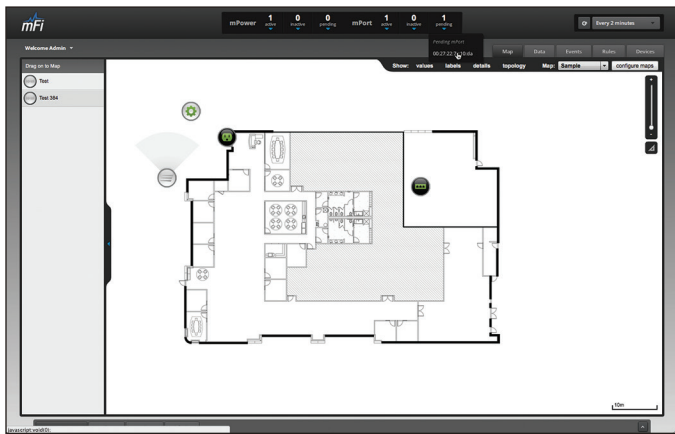 mFi
mPower 1 active 0 inactive 0 pending mPort 1 active 0 inactive 1 pending
Every 2 minutes
Pending mPort
Welcome Admin
Map Data Events Rules Devices
Drag on to Map
Show: values labels details topology Map: Sample configure maps
Test
Test 384
10m
javascript:void(0);